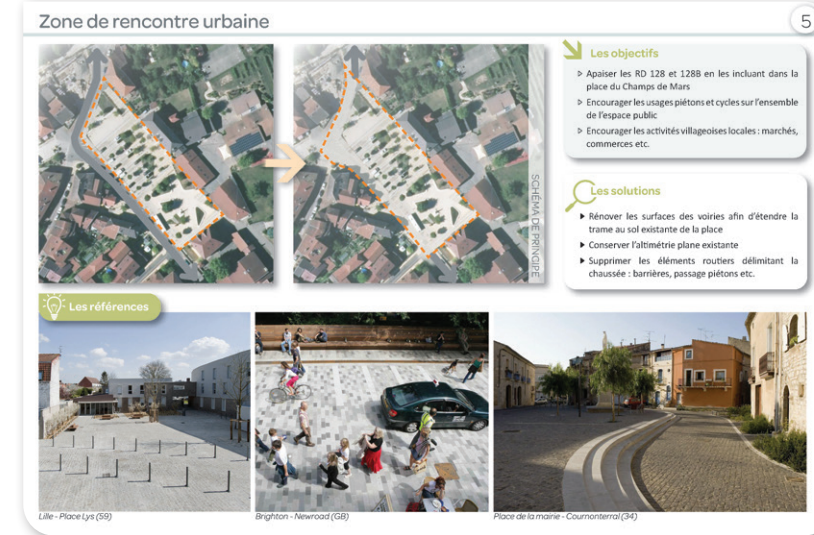 Zone de rencontre urbaine
5
SCHÉMA DE PRINCIPE
Les objectifs
Apaiser les RD 128 et 128B en les incluant dans la
place du Champs de Mars
Encourager les usages piétons et cycles sur l'ensemble
de l'espace public
Encourager les activités villageoises locales : marchés,
commerces etc.
Les solutions
Rénover les surfaces des voiries afin d'étendre la
trame au sol existante de la place
Conserver l'altimétrie plane existante
Supprimer les éléments routiers délimitant la
chaussée : barrières, passage piétons etc.
Les références
Lille - Place Lys (59)
Brighton - Newroad (GB)
Place de la mairie - Cournonterral (34)